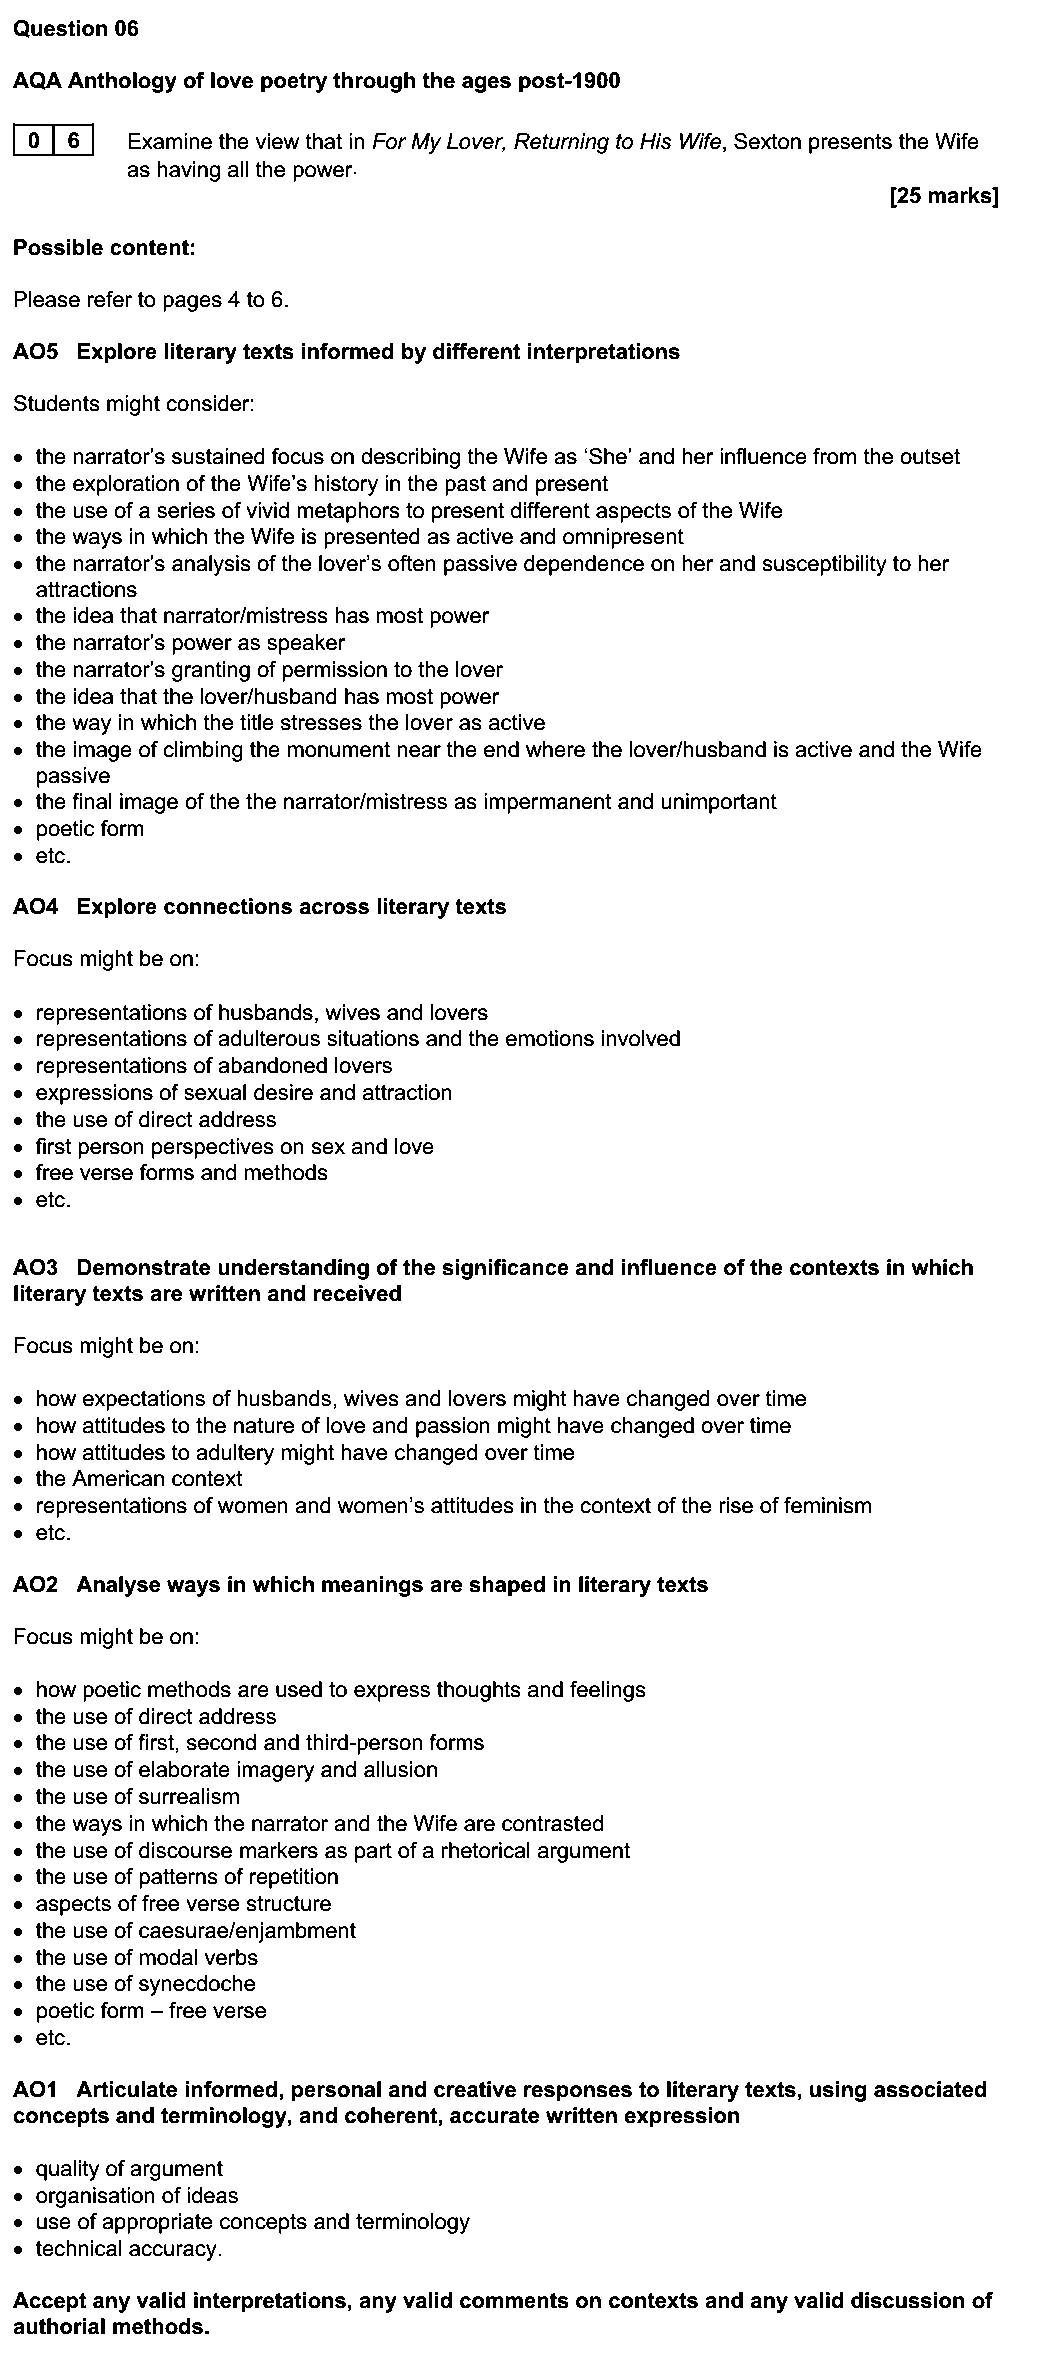 Question 06
AQA Anthology of love poetry through the ages post-1900
0 6 Examine the view that in For My Lover, Returning to His Wife, Sexton presents the Wife
as having all the power.
[25 marks]
Possible content:
Please refer to pages 4 to 6.
AO5 Explore literary texts informed by different interpretations
Students might consider:
• the narrator's sustained focus on describing the Wife as ‘She’ and her influence from the outset
• the exploration of the Wife’s history in the past and present
• the use of a series of vivid metaphors to present different aspects of the Wife
• the ways in which the Wife is presented as active and omnipresent
• the narrator's analysis of the lover’s often passive dependence on her and susceptibility to her
attractions
• the idea that narrator/mistress has most power
• the narrator's power as speaker
• the narrator's granting of permission to the lover
• the idea that the lover/husband has most power
• the way in which the title stresses the lover as active
• the image of climbing the monument near the end where the lover/husband is active and the Wife
passive
• the final image of the the narrator/mistress as impermanent and unimportant
• poetic form
• etc.
AO4 Explore connections across literary texts
Focus might be on:
• representations of husbands, wives and lovers
• representations of adulterous situations and the emotions involved
• representations of abandoned lovers
• expressions of sexual desire and attraction
• the use of direct address
• first person perspectives on sex and love
• free verse forms and methods
• etc.
AO3 Demonstrate understanding of the significance and influence of the contexts in which
literary texts are written and received
Focus might be on:
• how expectations of husbands, wives and lovers might have changed over time
• how attitudes to the nature of love and passion might have changed over time
• how attitudes to adultery might have changed over time
• the American context
• representations of women and women’s attitudes in the context of the rise of feminism
• etc.
AO2 Analyse ways in which meanings are shaped in literary texts
Focus might be on:
• how poetic methods are used to express thoughts and feelings
• the use of direct address
• the use of first, second and third-person forms
• the use of elaborate imagery and allusion
• the use of surrealism
• the ways in which the narrator and the Wife are contrasted
• the use of discourse markers as part of a rhetorical argument
• the use of patterns of repetition
• aspects of free verse structure
• the use of caesurae/enjambment
• the use of modal verbs
• the use of synecdoche
• poetic form – free verse
• etc.
AO1 Articulate informed, personal and creative responses to literary texts, using associated
concepts and terminology, and coherent, accurate written expression
• quality of argument
• organisation of ideas
• use of appropriate concepts and terminology
• technical accuracy.
Accept any valid interpretations, any valid comments on contexts and any valid discussion of
authorial methods.